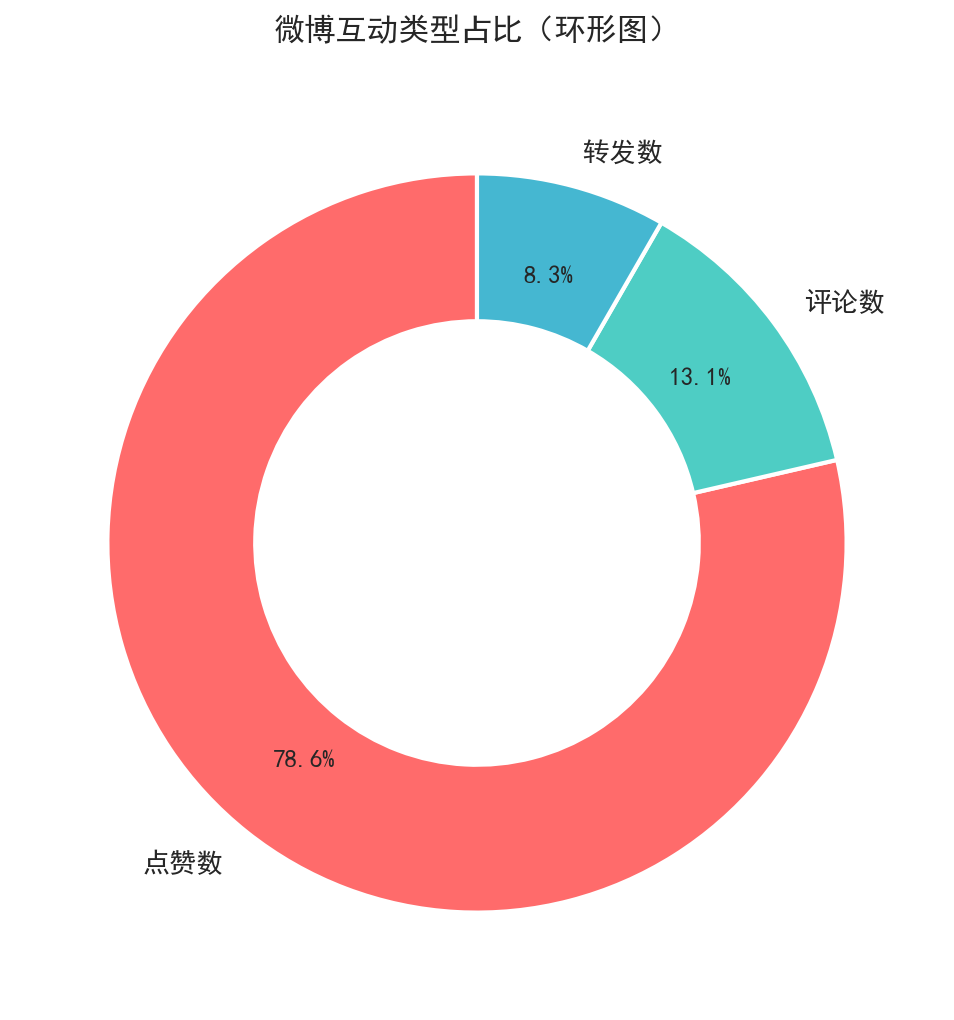 微博互动类型占比（环形图）
转发数
8.3%
评论数
13.1%
78.6%
点赞数